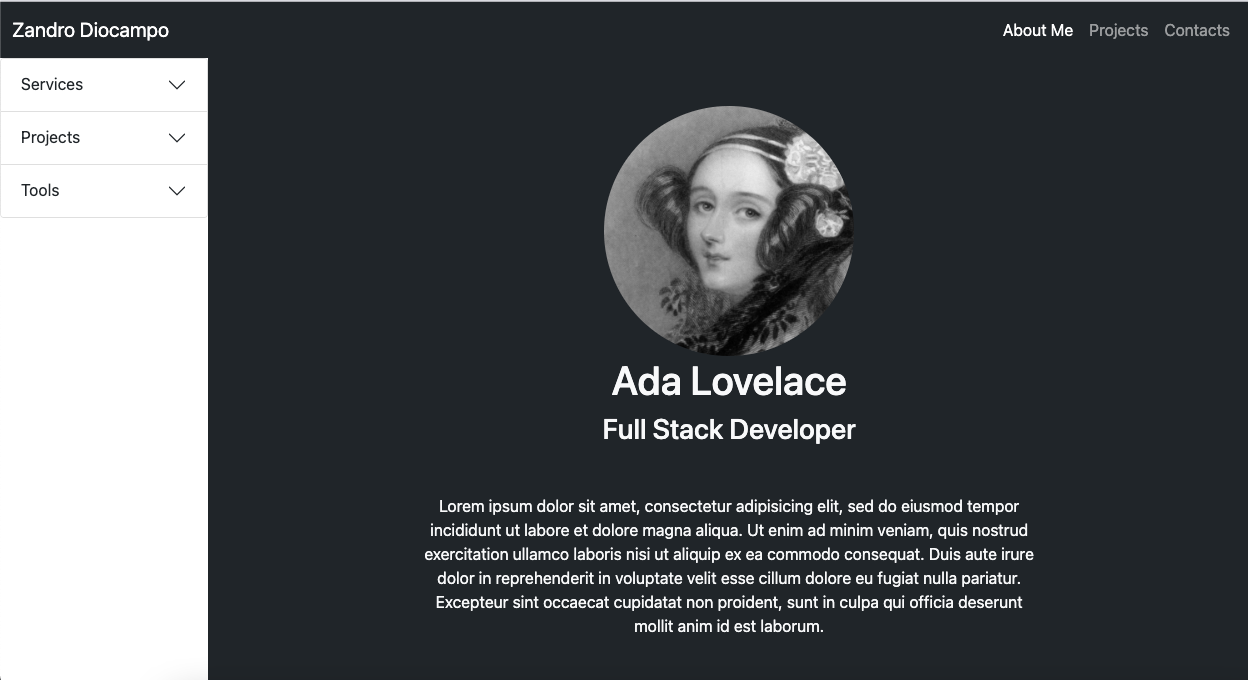 Zandro Diocampo
About Me Projects Contacts
Services
Projects
Tools
Ada Lovelace
Full Stack Developer
Lorem ipsum dolor sit amet, consectetur adipisicing elit, sed do eiusmod tempor
incididunt ut labore et dolore magna aliqua. Ut enim ad minim veniam, quis nostrud
exercitation ullamco laboris nisi ut aliquip ex ea commodo consequat. Duis aute irure
dolor in reprehenderit in voluptate velit esse cillum dolore eu fugiat nulla pariatur.
Excepteur sint occaecat cupidatat non proident, sunt in culpa qui officia deserunt
mollit anim id est laborum.